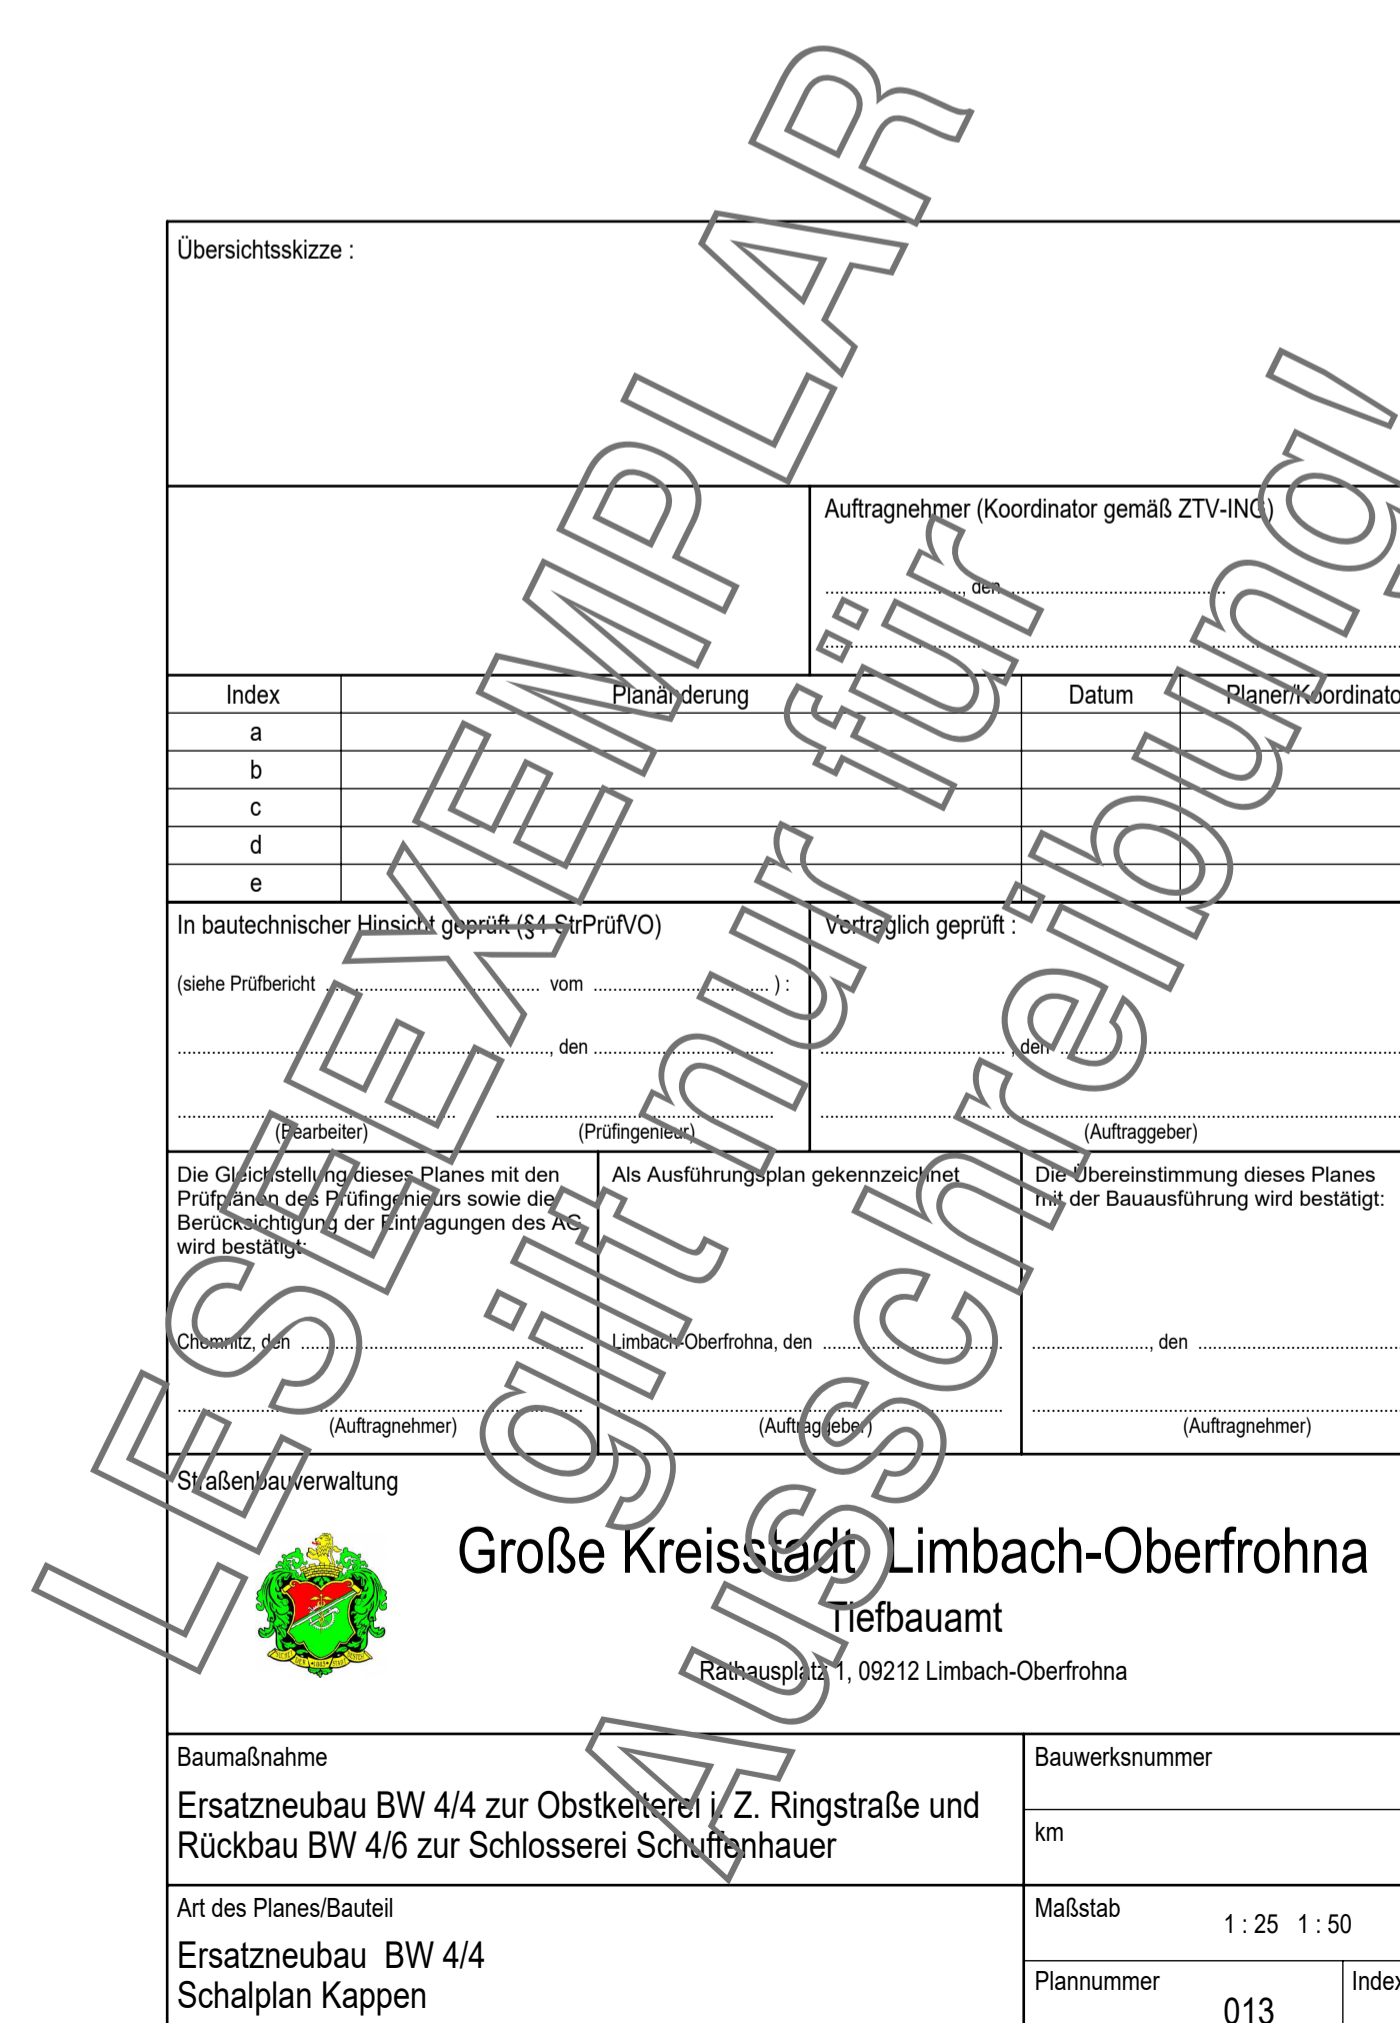 Übersichtsskizze :
Auftragnehmer (Koordinator gemäß ZTV-ING)
, den
Index Planänderung Datum Planer/Koordinato
a
b
c
d
e
In bautechnischer Hinsicht geprüft (§4 StrPrüfVO)
(siehe Prüfbericht vom ) :
, den
(Bearbeiter) (Prüfingenieur)
Vertraglich geprüft :
, den
(Auftraggeber)
Die Gleichstellung dieses Planes mit den
Prüfplänen des Prüfingenieurs sowie die
Berücksichtigung der Eintragungen des AG
wird bestätigt:
Chemnitz, den
(Auftragnehmer)
Als Ausführungsplan gekennzeichnet
Limbach-Oberfrohna, den
(Auftraggeber)
Die Übereinstimmung dieses Planes
mit der Bauausführung wird bestätigt:
, den
(Auftragnehmer)
Straßenbauverwaltung
Große Kreisstadt Limbach-Oberfrohna
Tiefbauamt
Rathausplatz 1, 09212 Limbach-Oberfrohna
Baumaßnahme
Ersatzneubau BW 4/4 zur Obstkelterei i. Z. Ringstraße und
Rückbau BW 4/6 zur Schlosserei Schuffenhauer
Bauwerksnummer
km
Art des Planes/Bauteil
Ersatzneubau BW 4/4
Schalplan Kappen
Maßstab 1 : 25 1 : 50
Plannummer 013
Index
LESEEXEMPLAR
gilt nur für
Ausschreibung!